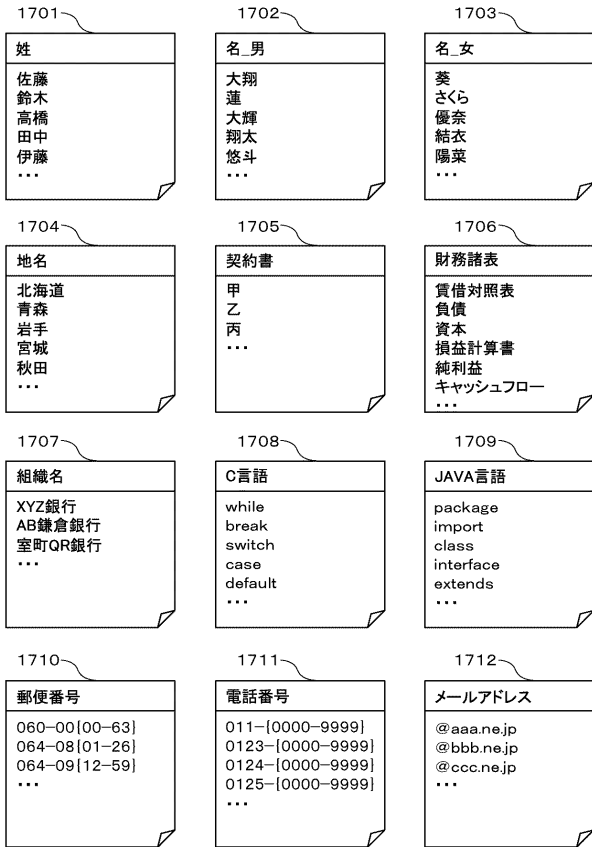 1701
姓
佐藤
鈴木
高橋
田中
伊藤
・・・
1702
名_男
大翔
蓮
大輝
翔太
悠斗
・・・
1703
名_女
葵
さくら
優奈
結衣
陽菜
・・・
1704
地名
北海道
青森
岩手
宮城
秋田
・・・
1705
契約書
甲
乙
丙
・・・
1706
財務諸表
賃借対照表
負債
資本
損益計算書
純利益
キャッシュフロー
・・・
1707
組織名
XYZ銀行
AB鎌倉銀行
室町QR銀行
・・・
1708
C言語
while
break
switch
case
default
・・・
1709
JAVA言語
package
import
class
interface
extends
・・・
1710
郵便番号
060-00{00-63}
064-08{01-26}
064-09{12-59}
・・・
1711
電話番号
011-{0000-9999}
0123-{0000-9999}
0124-{0000-9999}
0125-{0000-9999}
・・・
1712
メールアドレス
@aaa.ne.jp
@bbb.ne.jp
@ccc.ne.jp
・・・